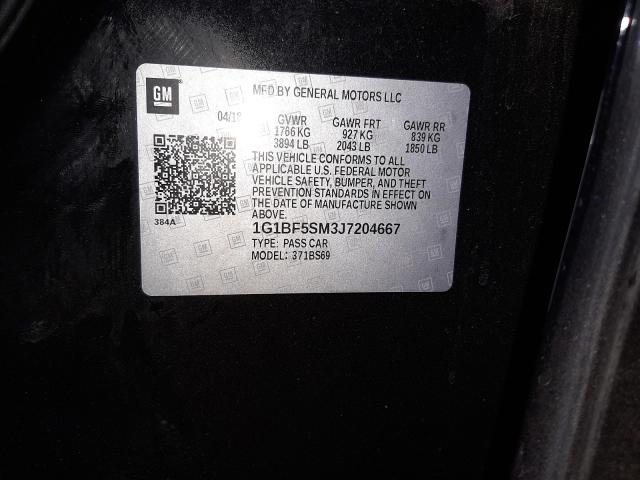 GM
MFD BY GENERAL MOTORS LLC
04/18 GVWR GAWR FRT GAWR RR
1766 KG 927 KG 839 KG
3894 LB 2043 LB 1850 LB
THIS VEHICLE CONFORMS TO ALL
APPLICABLE U.S. FEDERAL MOTOR
VEHICLE SAFETY, BUMPER, AND THEFT
PREVENTION STANDARDS IN EFFECT ON
THE DATE OF MANUFACTURE SHOWN
ABOVE.
384A
1G1BF5SM3J7204667
TYPE: PASS CAR
MODEL: 371BS69